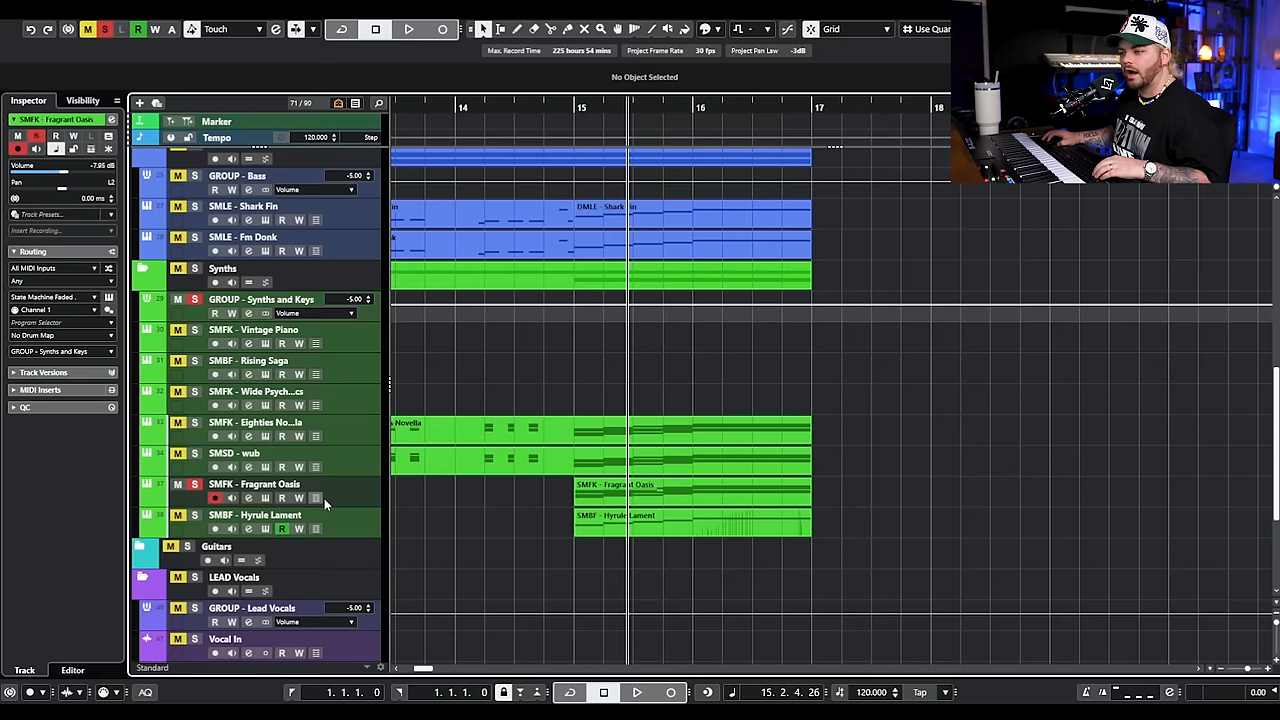 M S L R W A Touch Grid Use Quan
Max. Record Time 225 hours 54 mins Project Frame Rate 30 fps Project Pan Law -3dB
No Object Selected
Inspector Visibility 71/90 14 15 16 17 18
SMFK - Fragrant Oasis Marker
M S R W L Tempo 120.000 Step
Volume -7.95 dB
GROUP - Bass -5.00
Pan L2 R W Volume
0.00 ms SMLE - Shark Fin in DMLE - Shark Fin
Track Presets... R W
Insert Recording...
SMLE - Fm Donk
Routing R W
All MIDI Inputs Synths
Any
State Machine Faded . GROUP - Synths and Keys -5.00
Channel 1 R W Volume
Program Selector
No Drum Map SMFK - Vintage Piano
GROUP - Synths and Keys R W
Track Versions SMBF - Rising Saga
MIDI Inserts R W
QC SMFK - Wide Psych...cs
R W
SMFK - Eighties No...la Novella
R W
SMSD - wub
R W
SMFK - Fragrant Oasis SMFK - Fragrant Oasis
R W
SMBF - Hyrule Lament SMBF - Hyrule Lament
R W
Guitars
LEAD Vocals
GROUP - Lead Vocals -5.00
R W Volume
Vocal In
R W
Track Editor Standard
AQ 1. 1. 1. 0 1. 1. 1. 0 15. 2. 4. 26 120.000 Tap 0.00